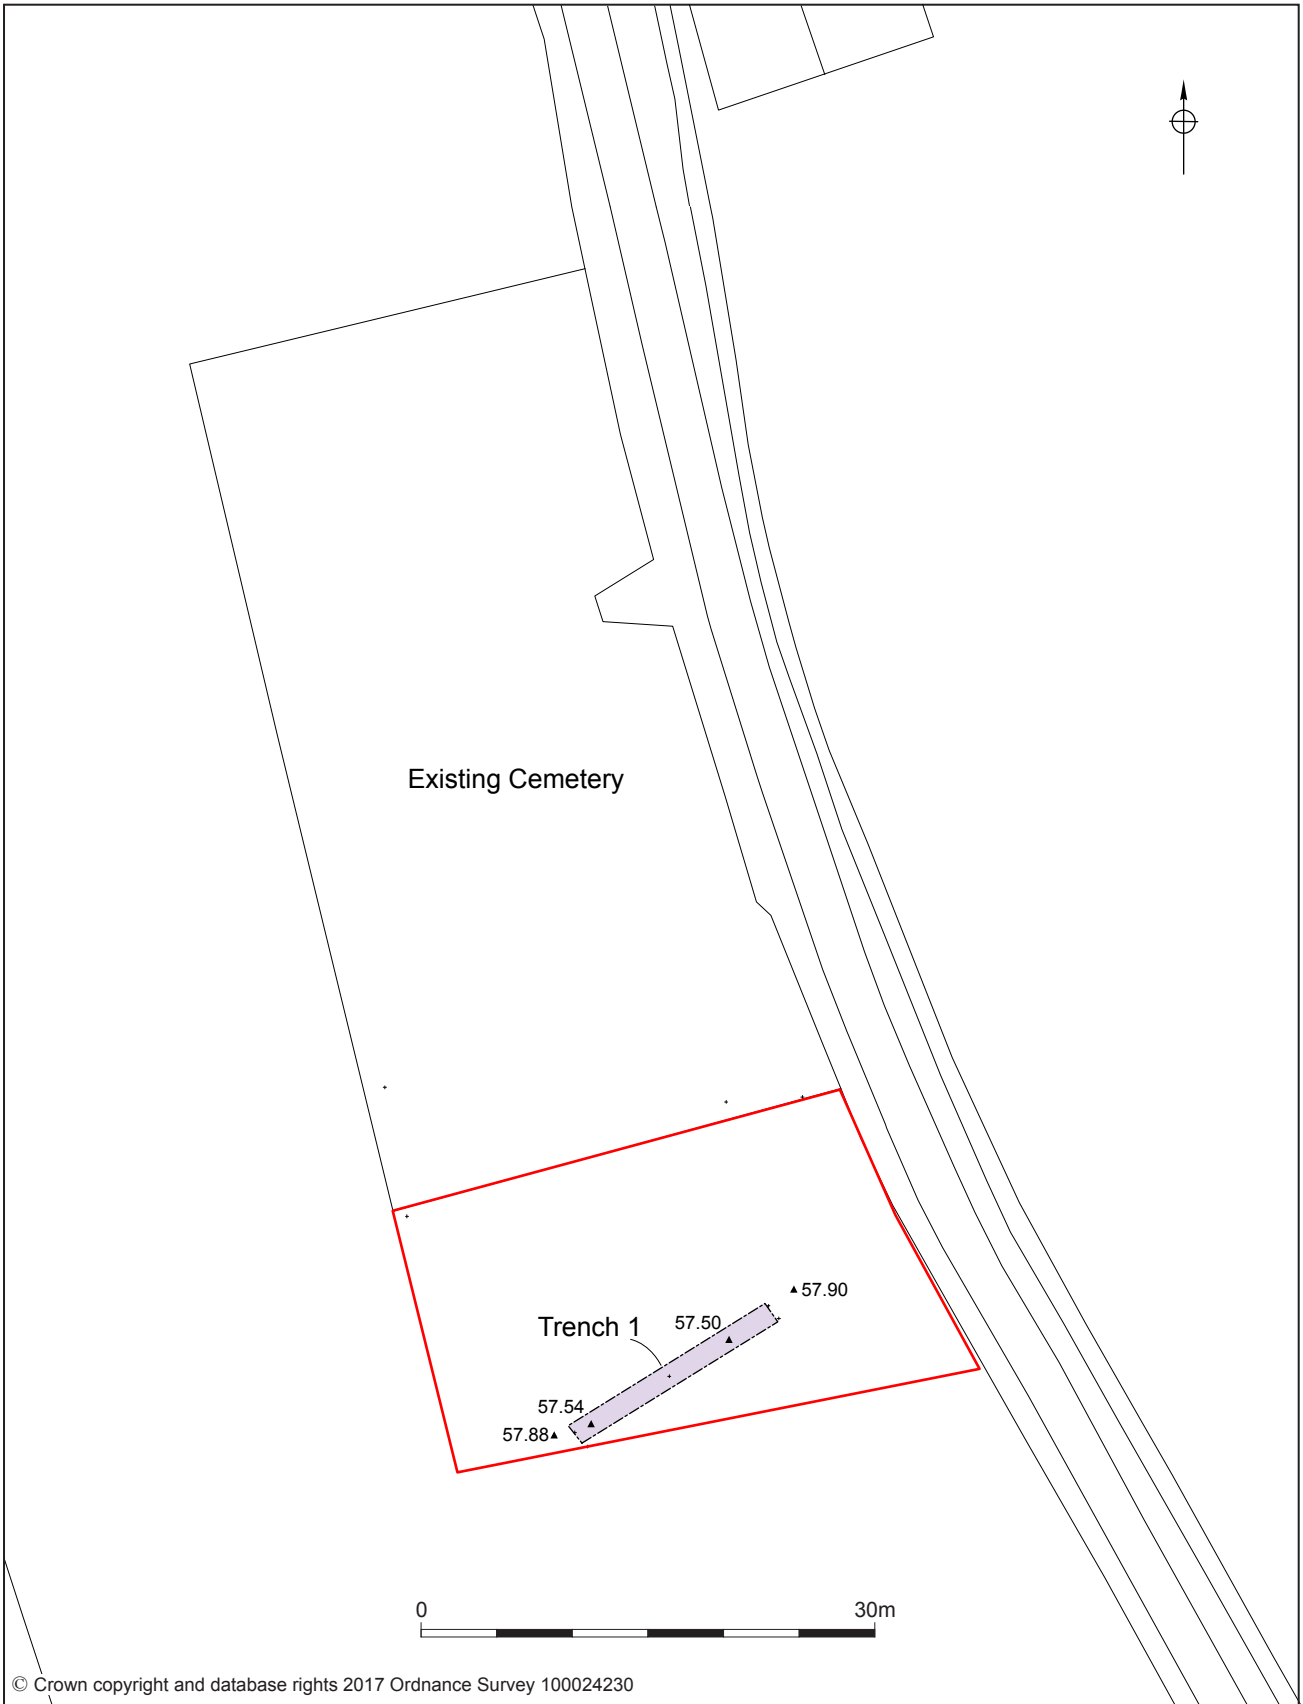 Existing Cemetery
57.90
57.50
Trench 1
57.54
57.88
0 30m
© Crown copyright and database rights 2017 Ordnance Survey 100024230